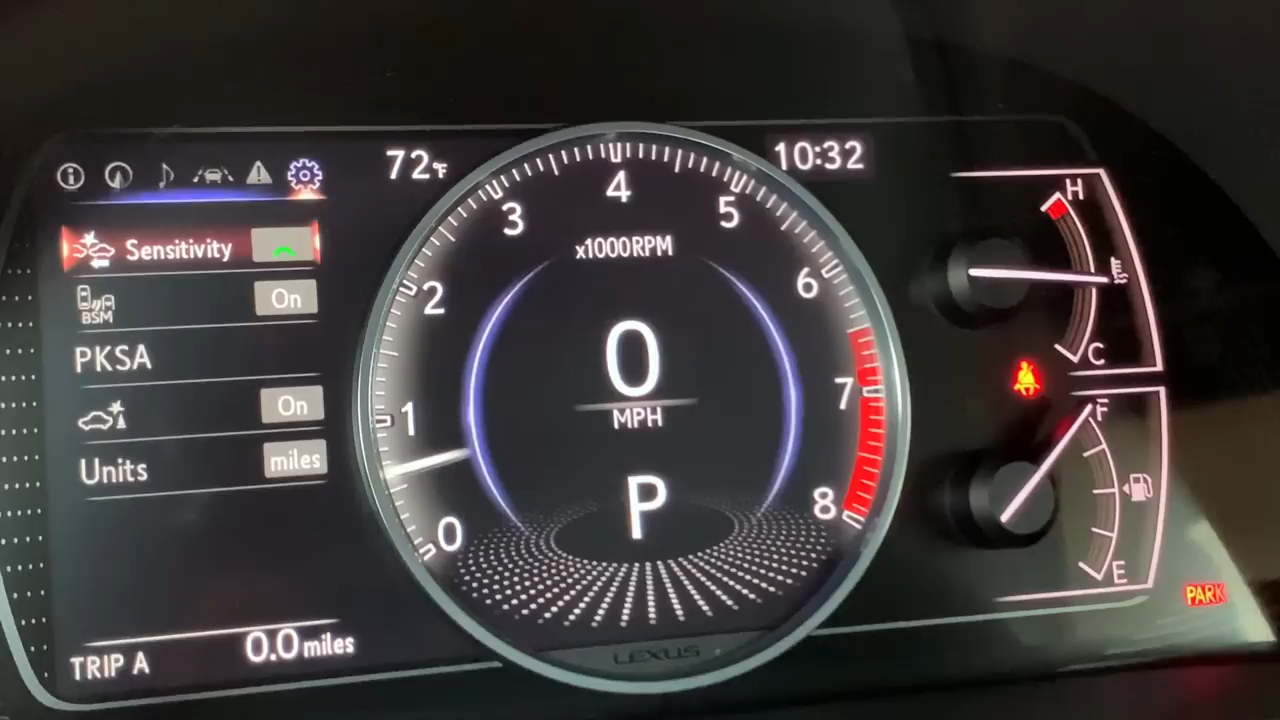 72°F
10:32
Sensitivity
BSM
On
PKSA
On
Units
miles
TRIP A
0.0 miles
0
1
2
3
4
5
6
7
8
x1000RPM
0
MPH
P
LEXUS
H
C
F
E
PARK